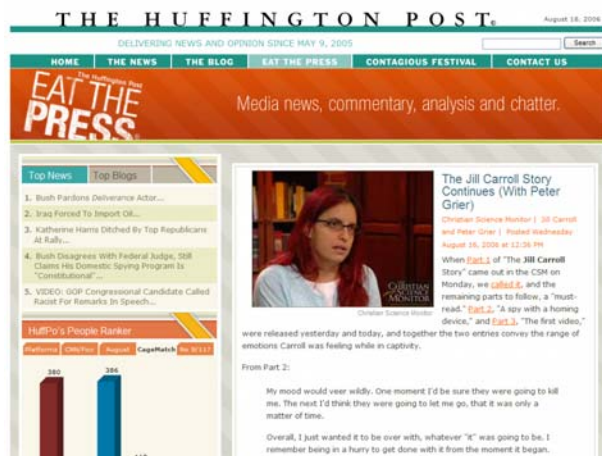 THE HUFFINGTON POST
August 18, 2006
DELIVERING NEWS AND OPINION SINCE MAY 9, 2005
Search
HOME THE NEWS THE BLOG EAT THE PRESS CONTAGIOUS FESTIVAL CONTACT US
The Huffington Post
EAT THE
PRESS
Media news, commentary, analysis and chatter.
Top News Top Blogs
1. Bush Pardons Deliverance Actor...
2. Iraq Forced To Import Oil...
3. Katherine Harris Ditched By Top Republicans
At Rally...
4. Bush Disagrees With Federal Judge, Still
Claims His Domestic Spying Program Is
"Constitutional"...
5. VIDEO: GOP Congressional Candidate Called
Racist For Remarks In Speech...
HuffPo's People Ranker
Platforms CNN/Fox August CageMatch
380
386
CHRISTIAN
SCIENCE
MONITOR
Christian Science Monitor
The Jill Carroll Story
Continues (With Peter
Grier)
Christian Science Monitor | Jill Carroll
and Peter Grier | Posted Wednesday
August 16, 2006 at 12:36 PM
When Part 1 of "The Jill Carroll
Story" came out in the CSM on
Monday, we called it, and the
remaining parts to follow, a "must-
read." Part 2, "A spy with a homing
device," and Part 3, "The first video,"
were released yesterday and today, and together the two entries convey the range of
emotions Carroll was feeling while in captivity.
From Part 2:
My mood would veer wildly. One moment I'd be sure they were going to kill
me. The next I'd think they were going to let me go, that it was only a
matter of time.
Overall, I just wanted it to be over with, whatever "it" was going to be. I
remember being in a hurry to get done with it from the moment it began.